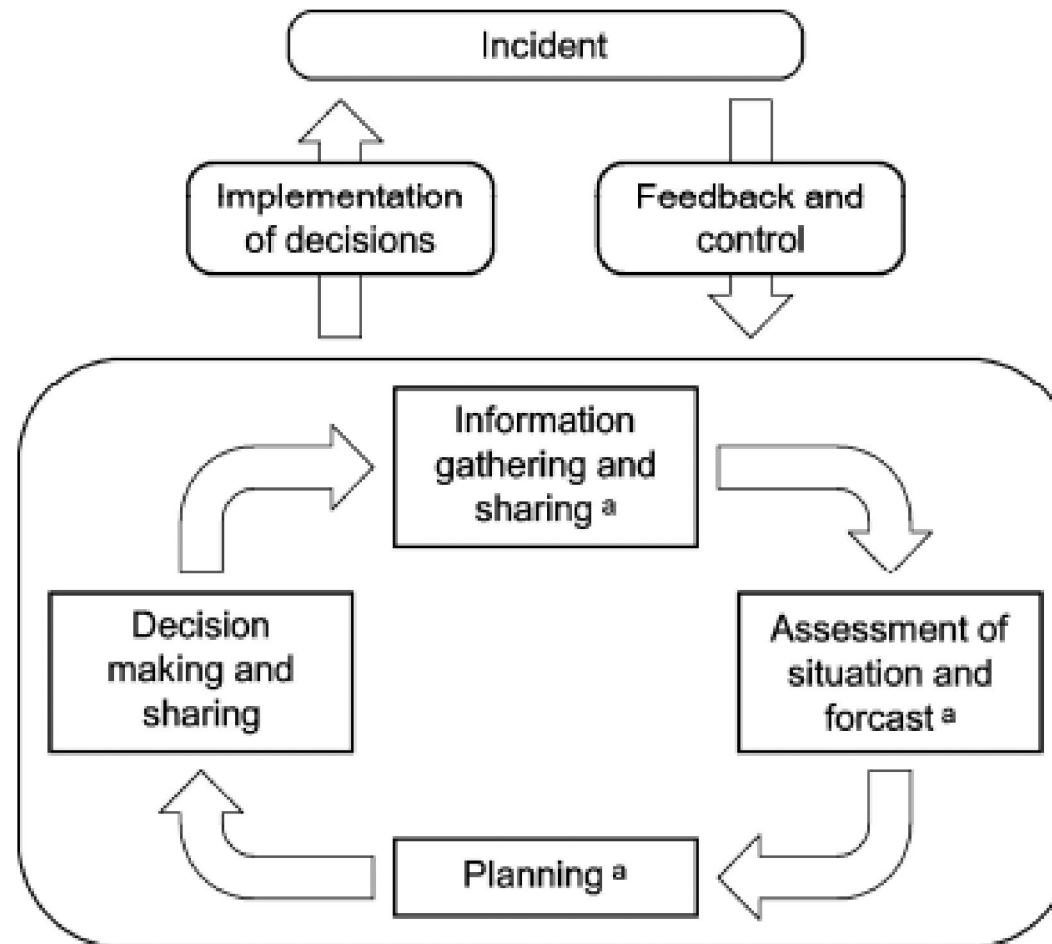 Incident
Implementation
of decisions
Feedback and
control
Information
gathering and
sharing a
Decision
making and
sharing
Assessment of
situation and
forcast a
Planning a